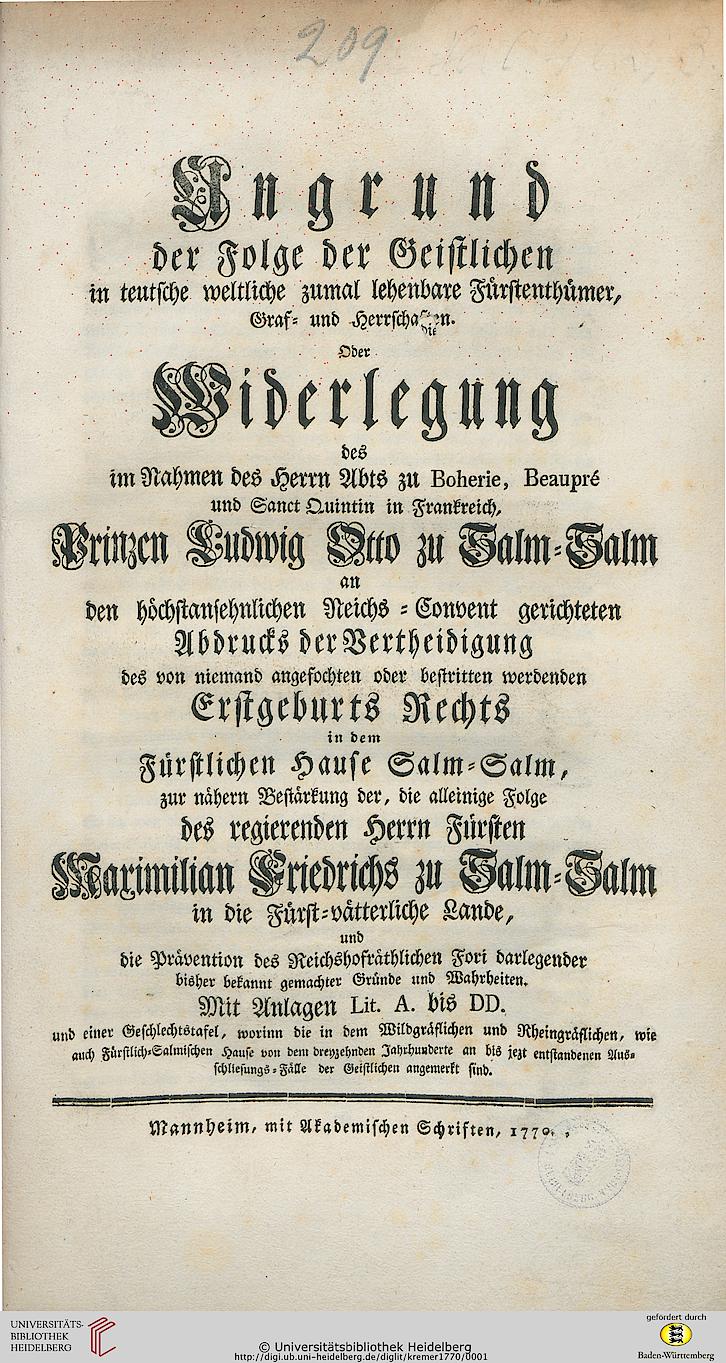 209
Ungrund
der Folge der Geistlichen
in teutsche weltliche zumal lehenbare Fürstenthümer,
Graf- und Herrschaften.
die
Oder
Widerlegung
des
im Nahmen des Herrn Abts zu Boherie, Beaupré
und Sanct Quintin in Frankreich,
Prinzen Ludwig Otto zu Salm-Salm
an
den höchstansehnlichen Reichs-Convent gerichteten
Abdrucks der Vertheidigung
des von niemand angefochten oder bestritten werdenden
Erstgeburts Rechts
in dem
Fürstlichen Hause Salm-Salm,
zur nähern Bestärkung der, die alleinige Folge
des regierenden Herrn Fürsten
Maximilian Friedrichs zu Salm-Salm
in die Fürst-vätterliche Lande,
und
die Prävention des Reichshofräthlichen Fori darlegender
bisher bekannt gemachter Gründe und Wahrheiten.
Mit Anlagen Lit. A. bis DD.
und einer Geschlechtstafel, worinn die in dem Wildgräflichen und Rheingräflichen, wie
auch Fürstlich-Salmischen Hause von dem dreyzehnden Jahrhunderte an bis jezt entstandenen Aus-
schliesungs-Fälle der Geistlichen angemerkt sind.
Mannheim, mit Akademischen Schriften, 1770.
UNIVERSITÄTS-
BIBLIOTHEK
HEIDELBERG
© Universitätsbibliothek Heidelberg
http://digi.ub.uni-heidelberg.de/diglit/kremer1770/0001
gefördert durch
Baden-Württemberg